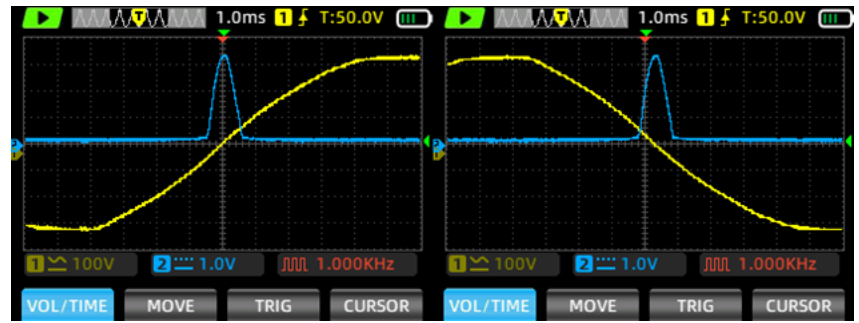 T 1.0ms 1 T:50.0V
1 100V 2 1.0V 1.000KHz
VOL/TIME MOVE TRIG CURSOR
T 1.0ms 1 T:50.0V
1 100V 2 1.0V 1.000KHz
VOL/TIME MOVE TRIG CURSOR